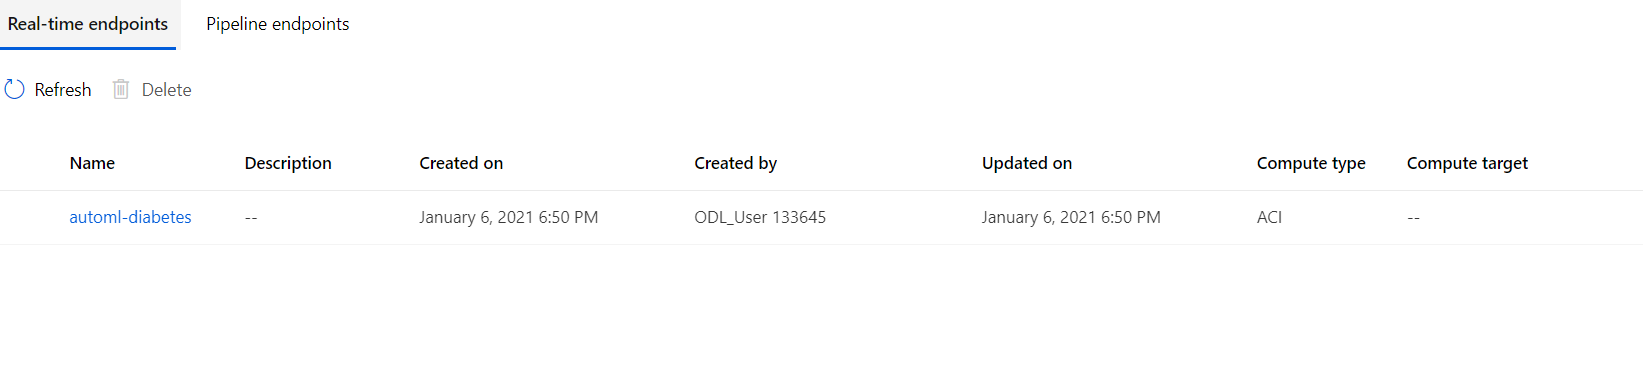 Real-time endpoints Pipeline endpoints
Refresh Delete
Name Description Created on Created by Updated on Compute type Compute target
automl-diabetes -- January 6, 2021 6:50 PM ODL_User 133645 January 6, 2021 6:50 PM ACI --